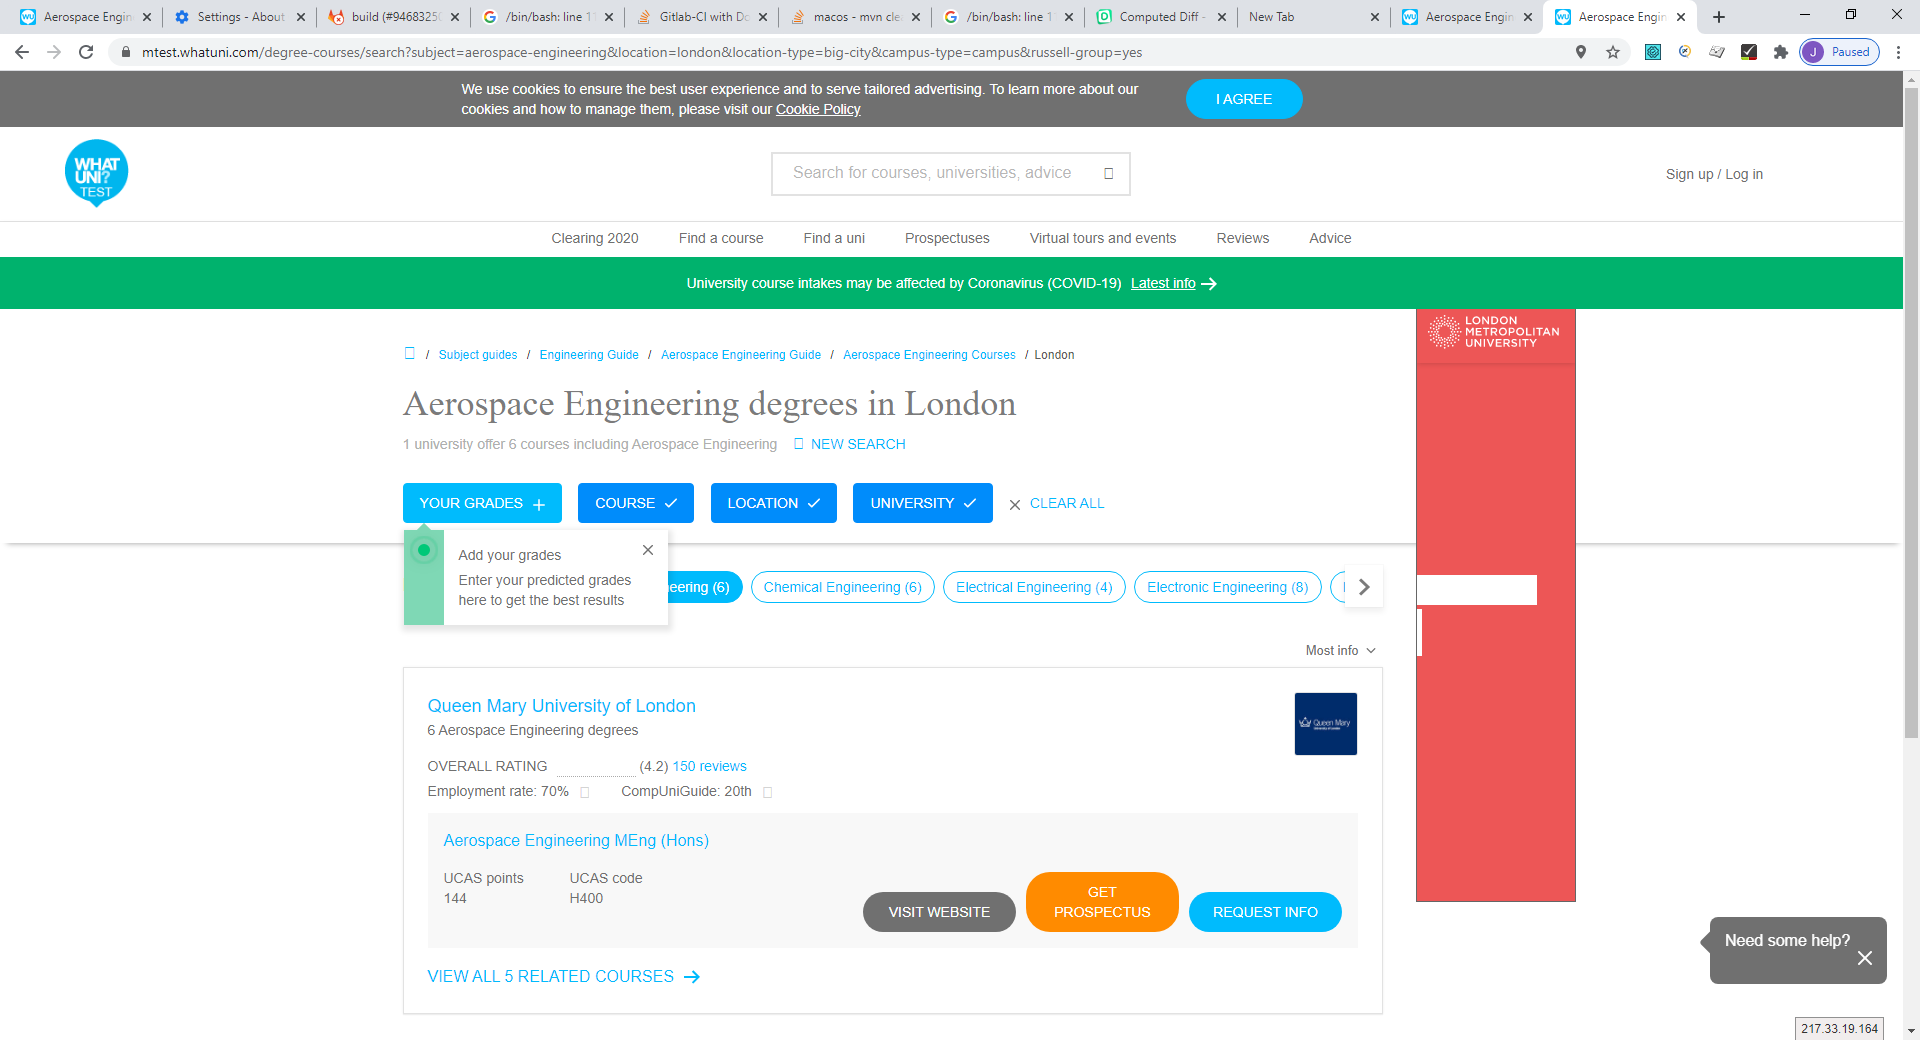 Aerospace Engin
Settings - About
build (#9468325
/bin/bash: line 1
Gitlab-CI with Do
macos - mvn cle
/bin/bash: line 1
Computed Diff -
New Tab
Aerospace Engin
Aerospace Engin
mtest.whatuni.com/degree-courses/search?subject=aerospace-engineering&location=london&location-type=big-city&campus-type=campus&russell-group=yes
J Paused
We use cookies to ensure the best user experience and to serve tailored advertising. To learn more about our
cookies and how to manage them, please visit our Cookie Policy
I AGREE
WHAT
UNI?
TEST
Search for courses, universities, advice
Sign up / Log in
Clearing 2020 Find a course Find a uni Prospectuses Virtual tours and events Reviews Advice
University course intakes may be affected by Coronavirus (COVID-19) Latest info
LONDON
METROPOLITAN
UNIVERSITY
/ Subject guides / Engineering Guide / Aerospace Engineering Guide / Aerospace Engineering Courses / London
Aerospace Engineering degrees in London
1 university offer 6 courses including Aerospace Engineering NEW SEARCH
YOUR GRADES COURSE LOCATION UNIVERSITY CLEAR ALL
Add your grades
Enter your predicted grades
here to get the best results
eering (6) Chemical Engineering (6) Electrical Engineering (4) Electronic Engineering (8)
Most info
Queen Mary University of London
6 Aerospace Engineering degrees
Queen Mary
University of London
OVERALL RATING (4.2) 150 reviews
Employment rate: 70% CompUniGuide: 20th
Aerospace Engineering MEng (Hons)
UCAS points UCAS code
144 H400
VISIT WEBSITE
GET
PROSPECTUS
REQUEST INFO
VIEW ALL 5 RELATED COURSES
Need some help?
217.33.19.164